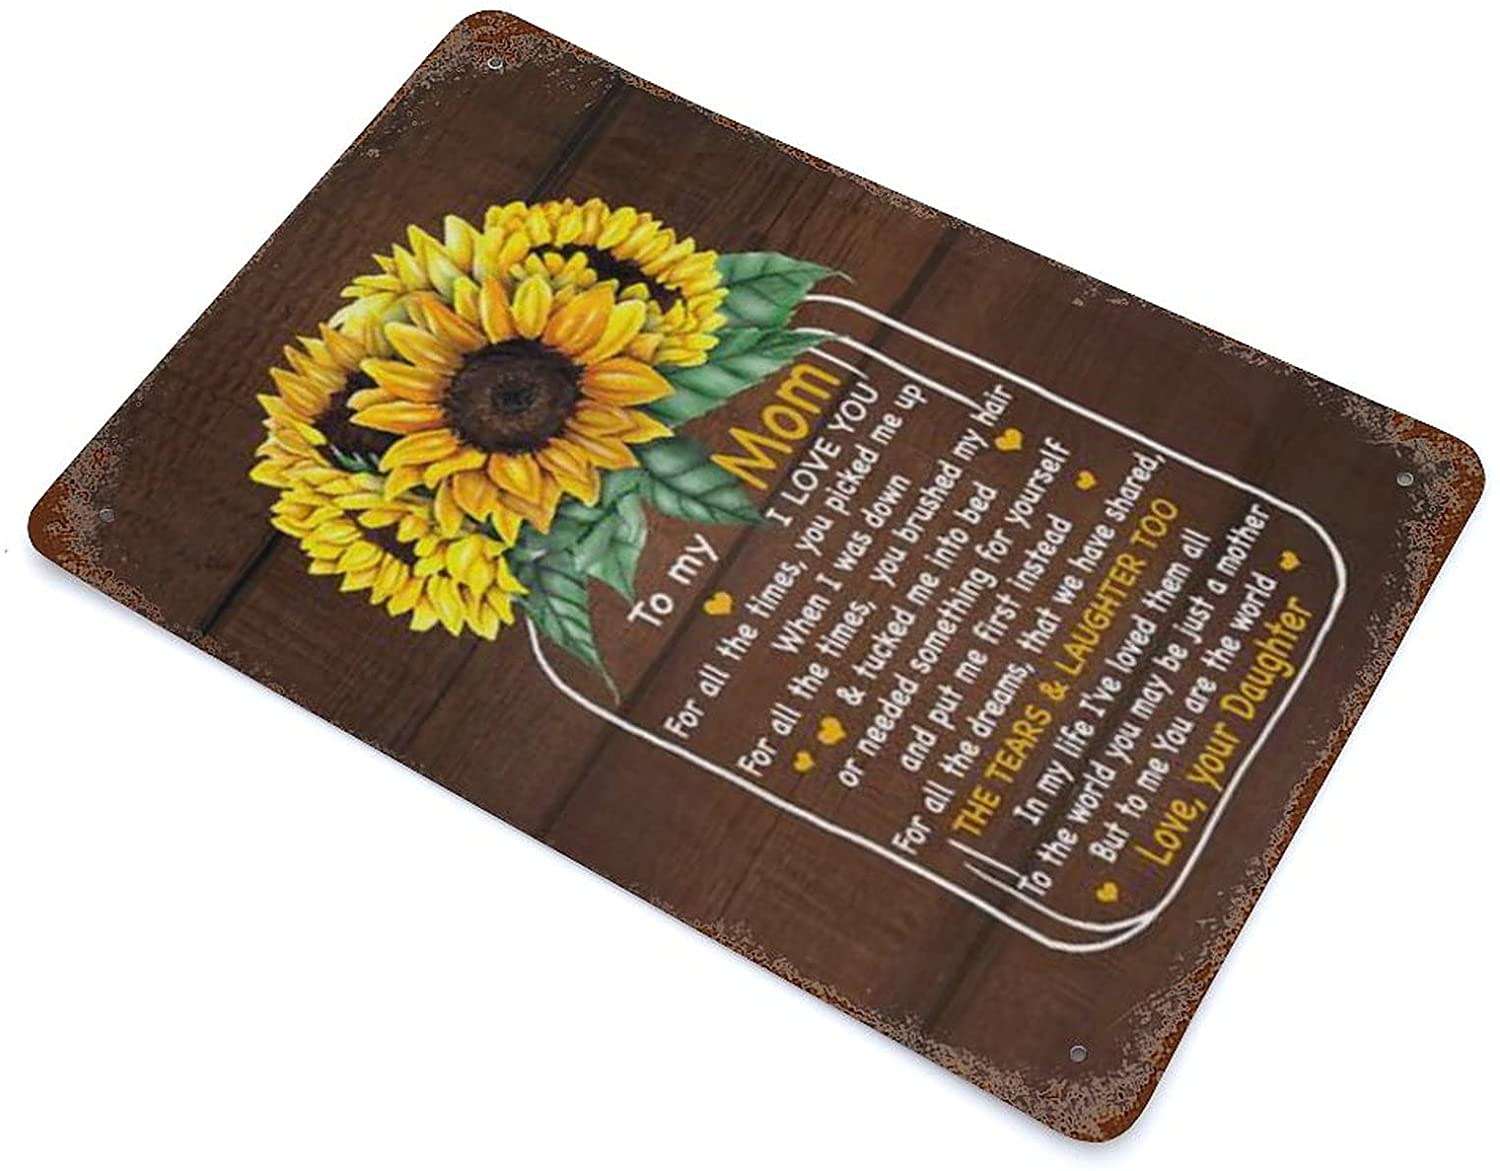 To my Mom
I LOVE YOU
For all the times, you picked me up
When I was down
For all the times, you brushed my hair
& tucked me into bed
or needed something for yourself
and put me first instead
For all the dreams, that we have shared,
THE TEARS & LAUGHTER TOO
In my life I've loved them all
To the world you may be just a mother
But to me You are the world
Love, your Daughter